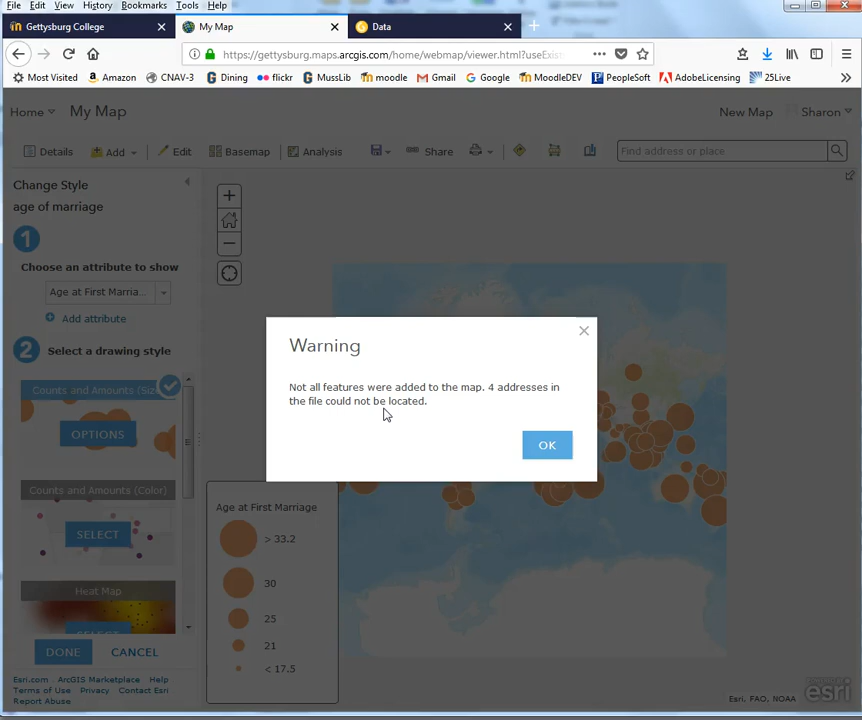 File Edit View History Bookmarks Tools Help
Gettysburg College
My Map
Data
https://gettysburg.maps.arcgis.com/home/webmap/viewer.html?useExis
Most Visited Amazon CNAV-3 Dining flickr MussLib moodle Gmail Google MoodleDEV PeopleSoft AdobeLicensing 25Live
Home My Map New Map Sharon
Details Add Edit Basemap Analysis Share Find address or place
Change Style
age of marriage
1
Choose an attribute to show
Age at First Marria...
Add attribute
2 Select a drawing style
Counts and Amounts (Size
OPTIONS
Counts and Amounts (Color)
SELECT
Heat Map
SELECT
DONE CANCEL
Esri.com . ArcGIS Marketplace . Help .
Terms of Use . Privacy . Contact Esri .
Report Abuse
Warning
Not all features were added to the map. 4 addresses in
the file could not be located.
OK
Age at First Marriage
> 33.2
30
25
21
< 17.5
Esri, FAO, NOAA
esri